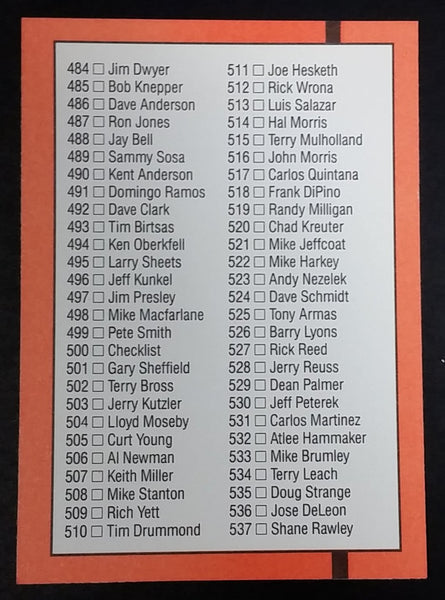 484 Jim Dwyer
485 Bob Knepper
486 Dave Anderson
487 Ron Jones
488 Jay Bell
489 Sammy Sosa
490 Kent Anderson
491 Domingo Ramos
492 Dave Clark
493 Tim Birtsas
494 Ken Oberkfell
495 Larry Sheets
496 Jeff Kunkel
497 Jim Presley
498 Mike Macfarlane
499 Pete Smith
500 Checklist
501 Gary Sheffield
502 Terry Bross
503 Jerry Kutzler
504 Lloyd Moseby
505 Curt Young
506 Al Newman
507 Keith Miller
508 Mike Stanton
509 Rich Yett
510 Tim Drummond
511 Joe Hesketh
512 Rick Wrona
513 Luis Salazar
514 Hal Morris
515 Terry Mulholland
516 John Morris
517 Carlos Quintana
518 Frank DiPino
519 Randy Milligan
520 Chad Kreuter
521 Mike Jeffcoat
522 Mike Harkey
523 Andy Nezelek
524 Dave Schmidt
525 Tony Armas
526 Barry Lyons
527 Rick Reed
528 Jerry Reuss
529 Dean Palmer
530 Jeff Peterek
531 Carlos Martinez
532 Atlee Hammaker
533 Mike Brumley
534 Terry Leach
535 Doug Strange
536 Jose DeLeon
537 Shane Rawley